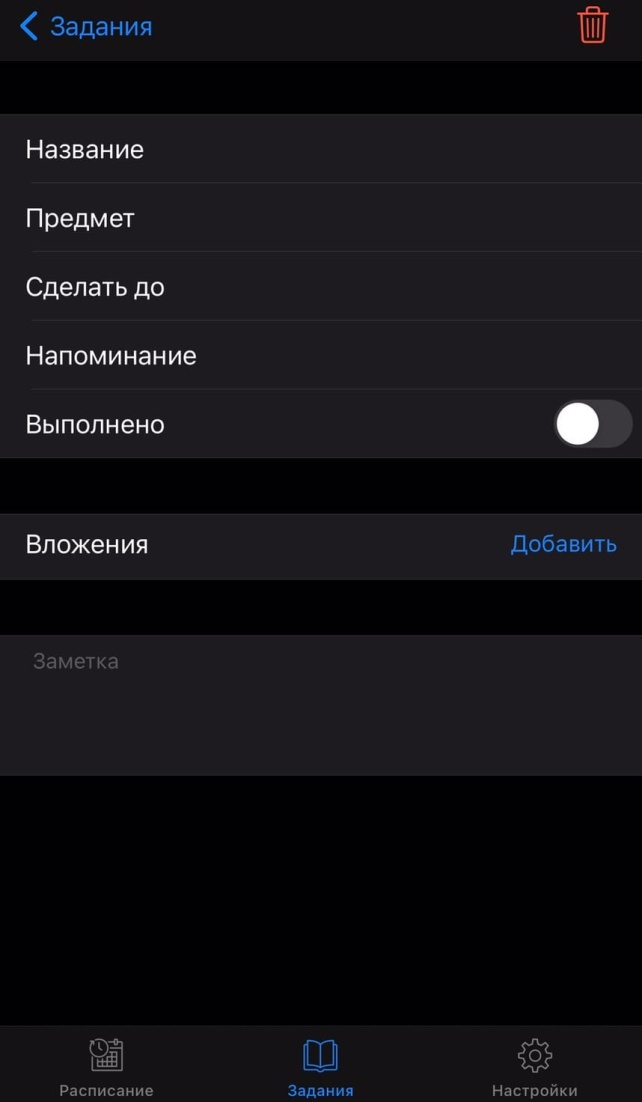 Задания
Название
Предмет
Сделать до
Напоминание
Выполнено
Вложения Добавить
Заметка
Расписание Задания Настройки